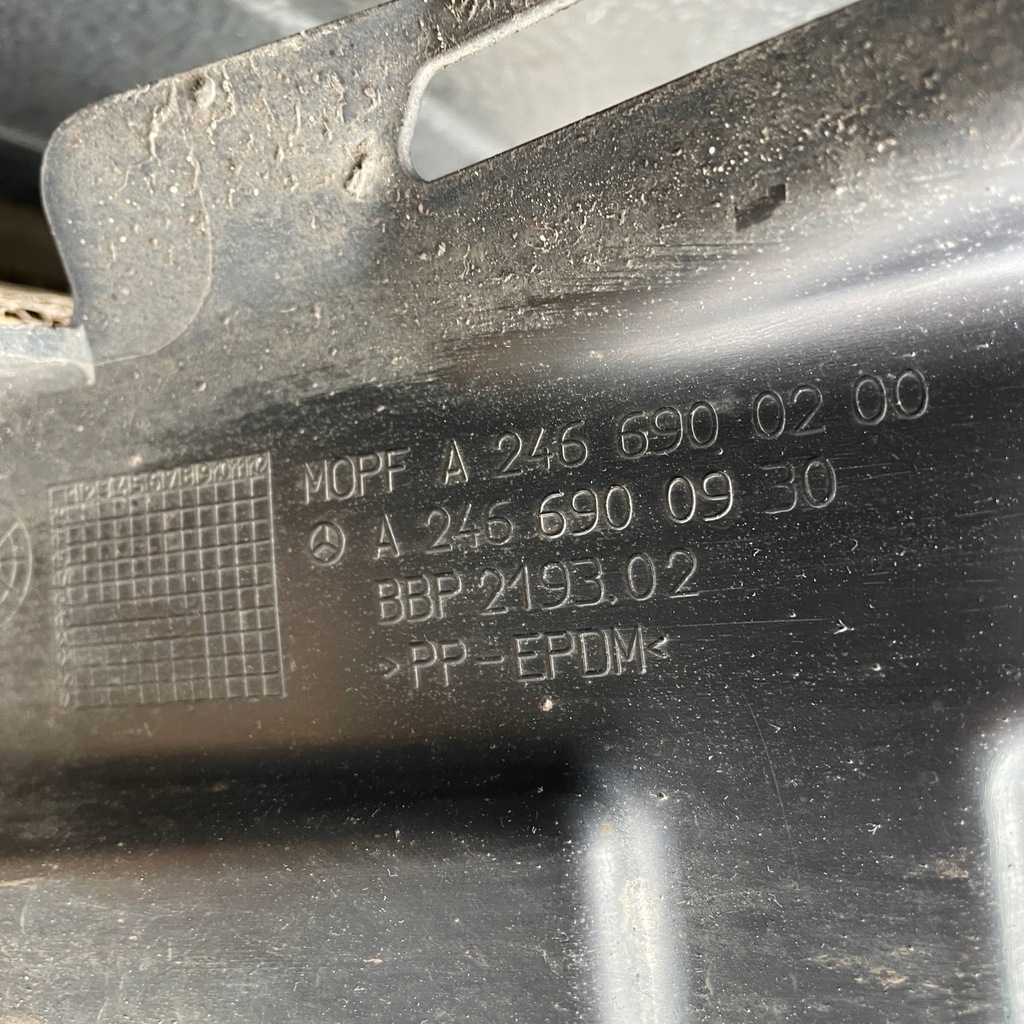 MOPF A 246 690 02 00
A 246 690 09 30
BBP 2193.02
>PP-EPDM<